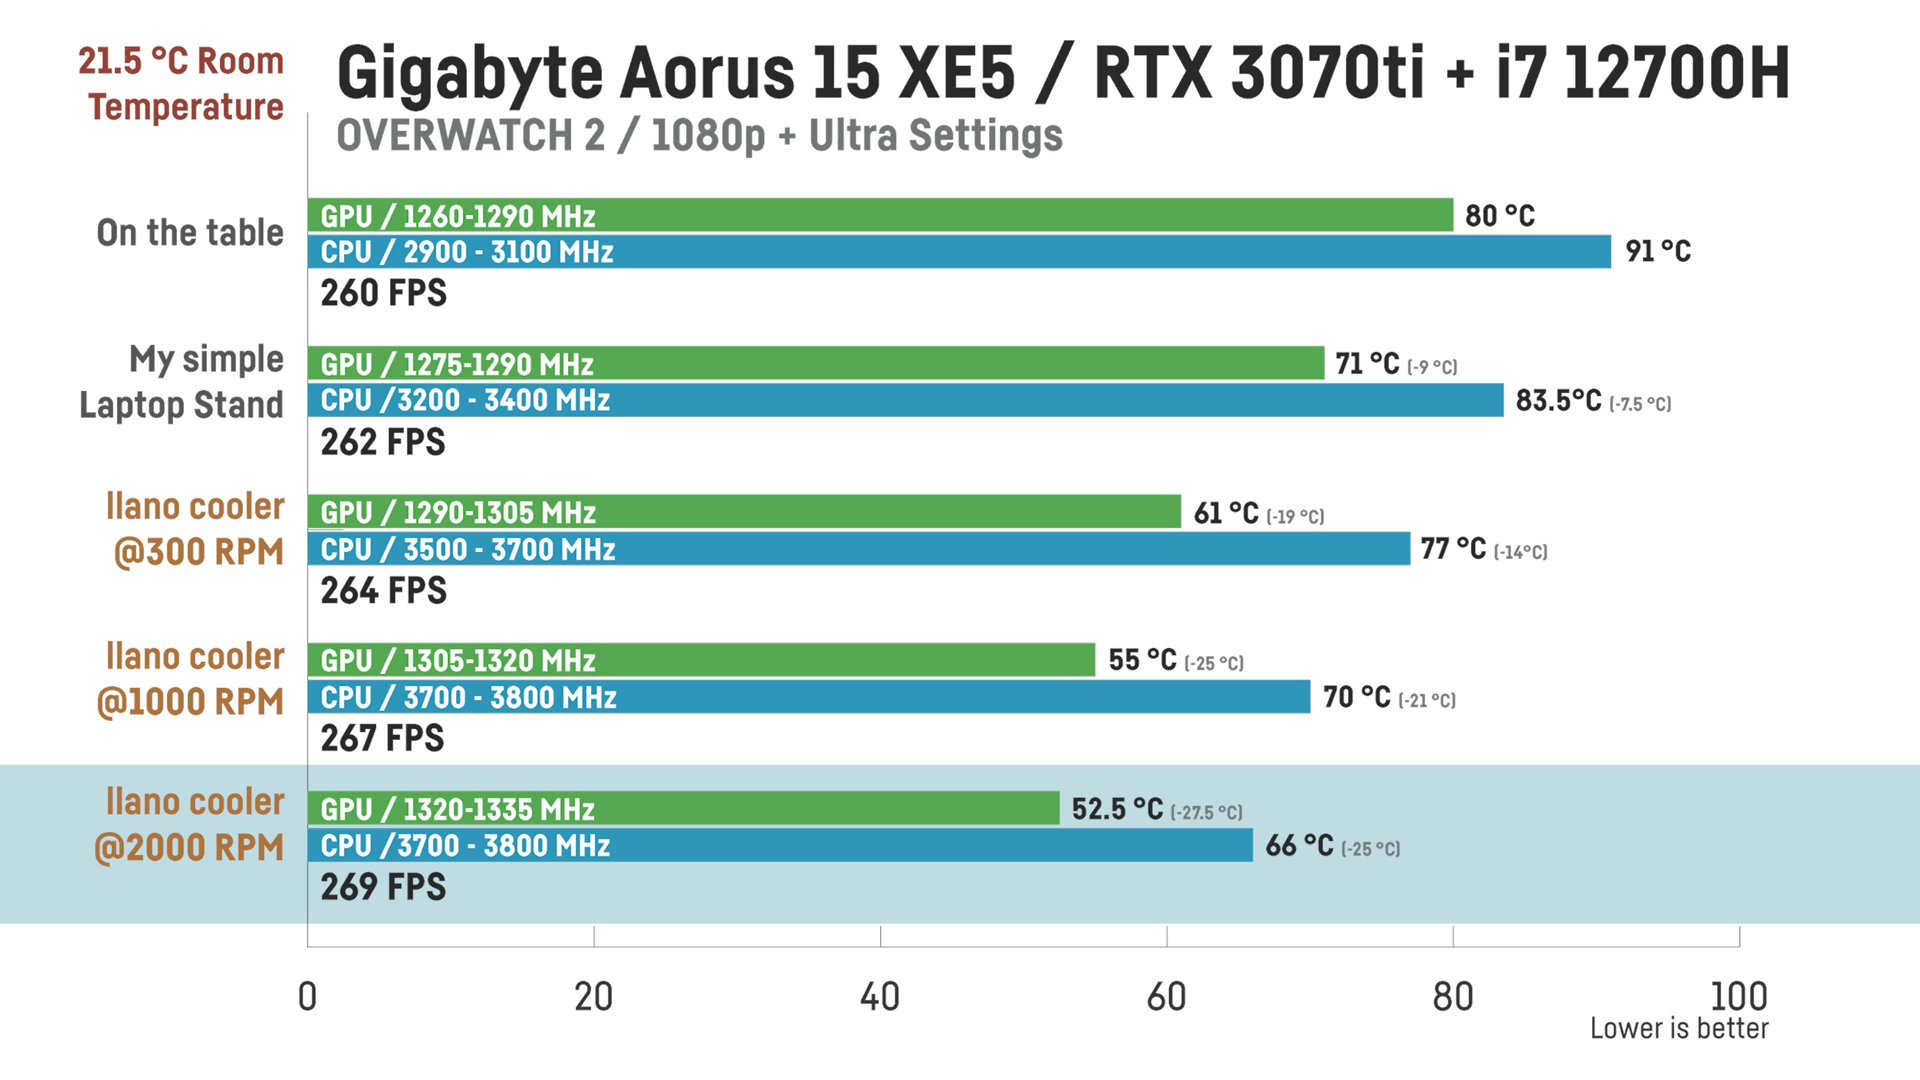 21.5 °C Room
Temperature
Gigabyte Aorus 15 XE5 / RTX 3070ti + i7 12700H
OVERWATCH 2 / 1080p + Ultra Settings
On the table
GPU / 1260-1290 MHz
80 °C
CPU / 2900 - 3100 MHz
91 °C
260 FPS
My simple
Laptop Stand
GPU / 1275-1290 MHz
71 °C (-9 °C)
CPU /3200 - 3400 MHz
83.5°C (-7.5 °C)
262 FPS
llano cooler
@300 RPM
GPU / 1290-1305 MHz
61 °C (-19 °C)
CPU / 3500 - 3700 MHz
77 °C (-14°C)
264 FPS
llano cooler
@1000 RPM
GPU / 1305-1320 MHz
55 °C (-25 °C)
CPU / 3700 - 3800 MHz
70 °C (-21 °C)
267 FPS
llano cooler
@2000 RPM
GPU / 1320-1335 MHz
52.5 °C (-27.5 °C)
CPU /3700 - 3800 MHz
66 °C (-25 °C)
269 FPS
0 20 40 60 80 100
Lower is better